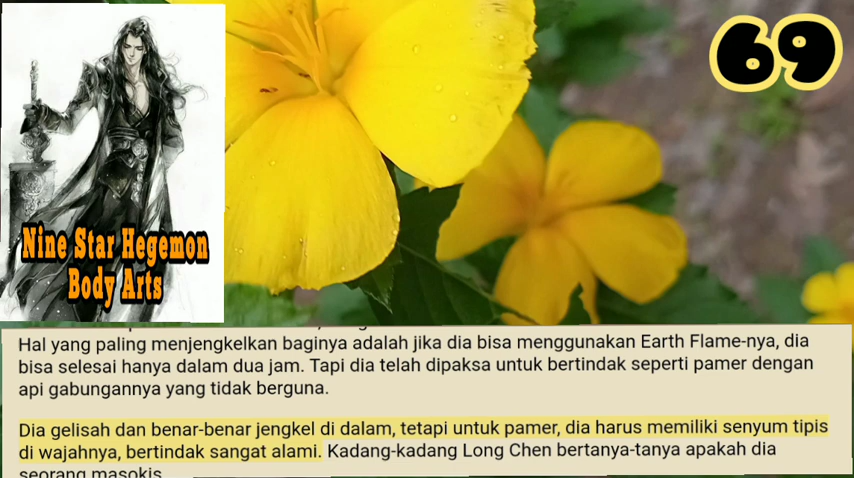 69
Nine Star Hegemon
Body Arts
Hal yang paling menjengkelkan baginya adalah jika dia bisa menggunakan Earth Flame-nya, dia
bisa selesai hanya dalam dua jam. Tapi dia telah dipaksa untuk bertindak seperti pamer dengan
api gabungannya yang tidak berguna.
Dia gelisah dan benar-benar jengkel di dalam, tetapi untuk pamer, dia harus memiliki senyum tipis
di wajahnya, bertindak sangat alami. Kadang-kadang Long Chen bertanya-tanya apakah dia
seorang masokis.